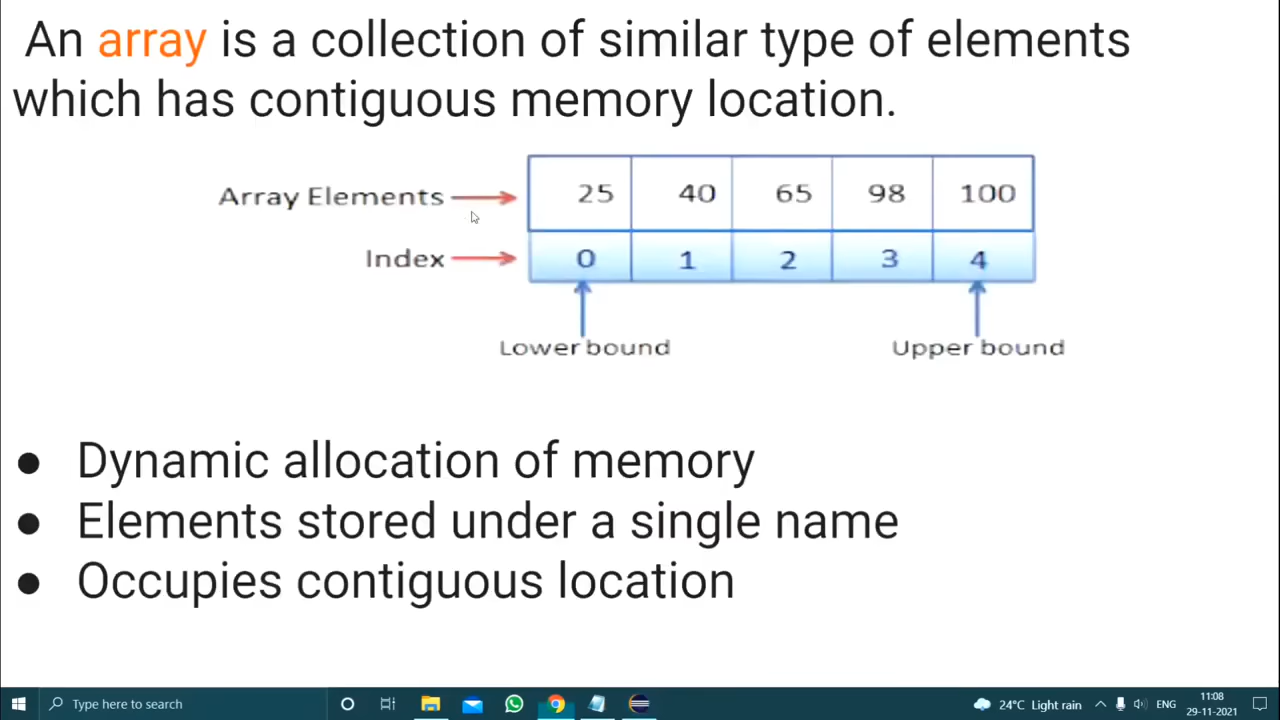 An array is a collection of similar type of elements
which has contiguous memory location.
Array Elements 25 40 65 98 100
Index 0 1 2 3 4
Lower bound Upper bound
● Dynamic allocation of memory
● Elements stored under a single name
● Occupies contiguous location
Type here to search 24°C Light rain ENG 11:08
29-11-2021